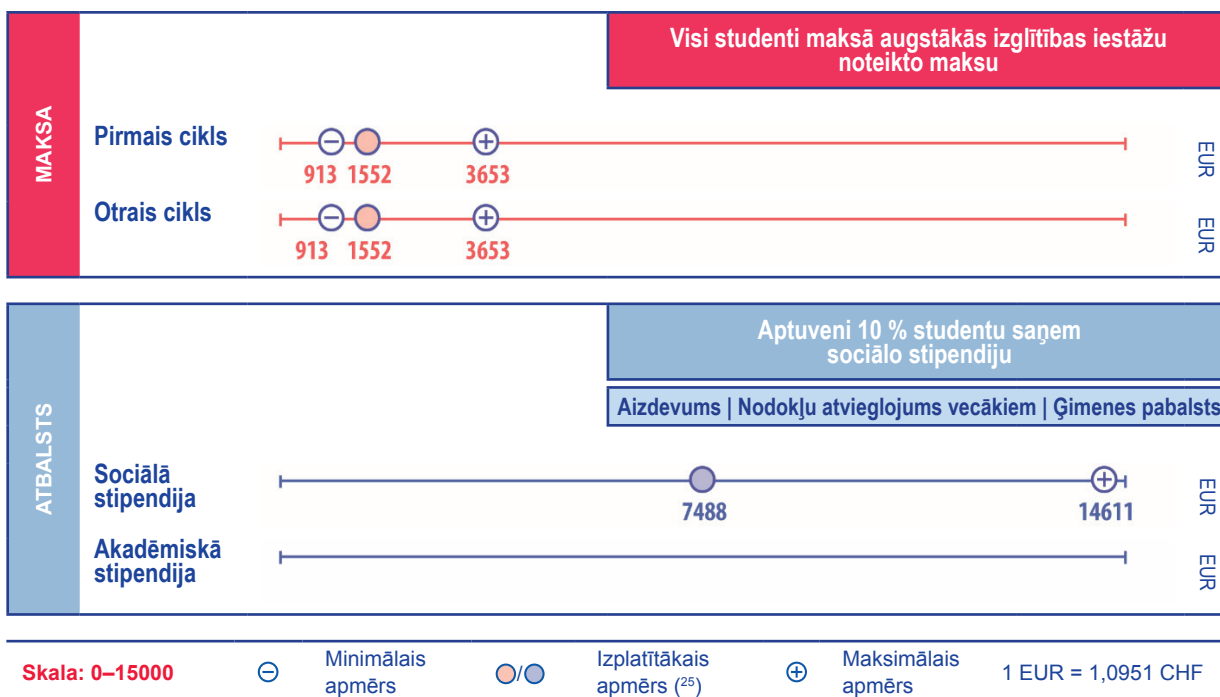 Visi studenti maksā augstākās izglītības iestāžu
noteikto maksu
MAKSA
Pirmais cikls
913 1552 3653
EUR
Otrais cikls
913 1552 3653
EUR
Aptuveni 10 % studentu saņem
sociālo stipendiju
Aizdevums | Nodokļu atvieglojums vecākiem | Ģimenes pabalsts
ATBALSTS
Sociālā
stipendija
7488 14611
EUR
Akadēmiskā
stipendija
EUR
Skala: 0–15000
Minimālais
apmērs
Izplatītākais
apmērs (²⁵)
Maksimālais
apmērs
1 EUR = 1,0951 CHF